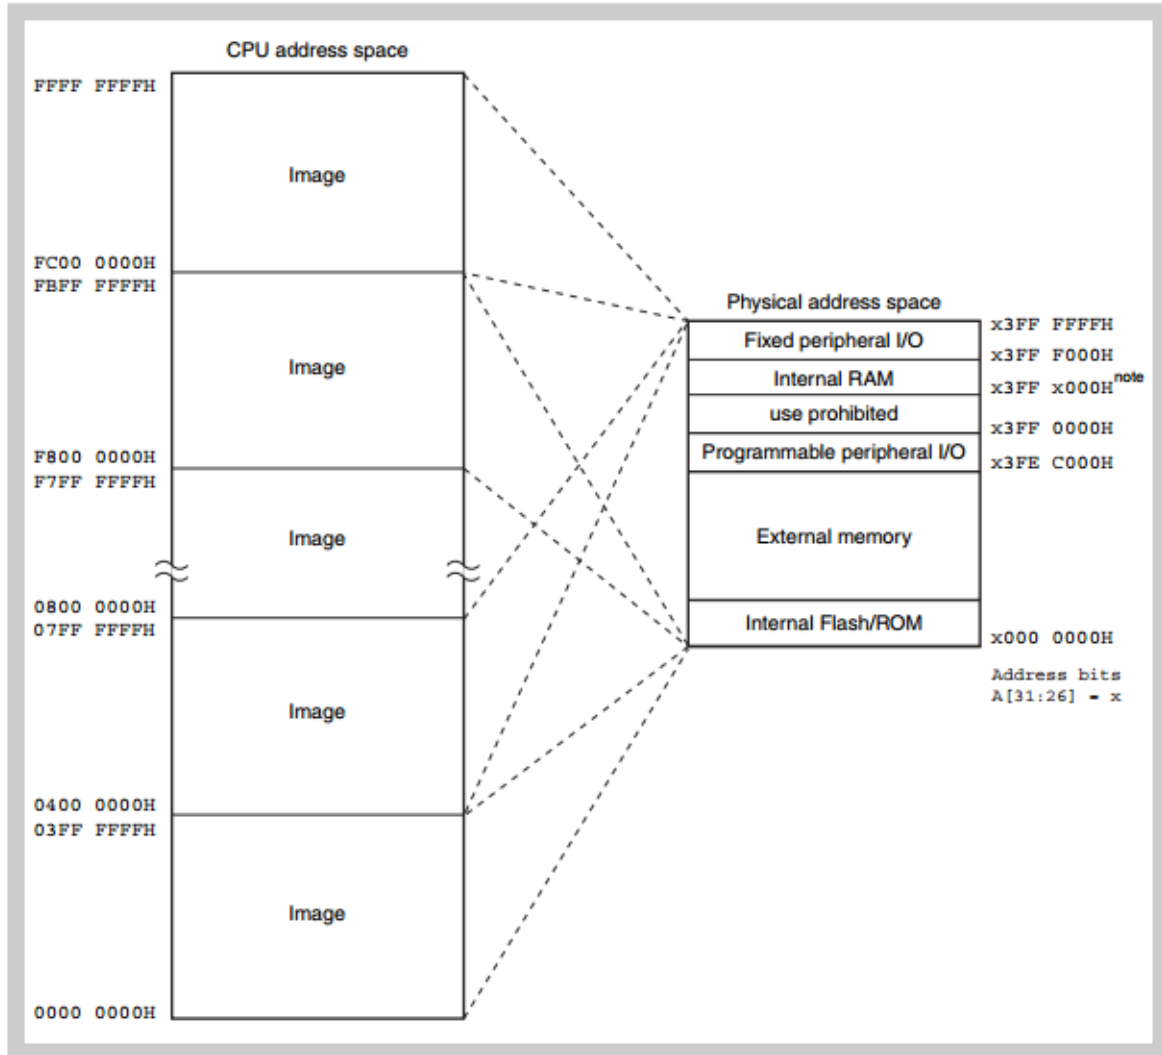 CPU address space
FFFF FFFFH
Image
FC00 0000H
FBFF FFFFH
Image
F800 0000H
F7FF FFFFH
Image
0800 0000H
07FF FFFFH
Image
0400 0000H
03FF FFFFH
Image
0000 0000H
Physical address space
x3FF FFFFH
Fixed peripheral I/O
x3FF F000H
Internal RAM
x3FF x000H note
use prohibited
x3FF 0000H
Programmable peripheral I/O
x3FE C000H
External memory
Internal Flash/ROM
x000 0000H
Address bits
A[31:26] = x